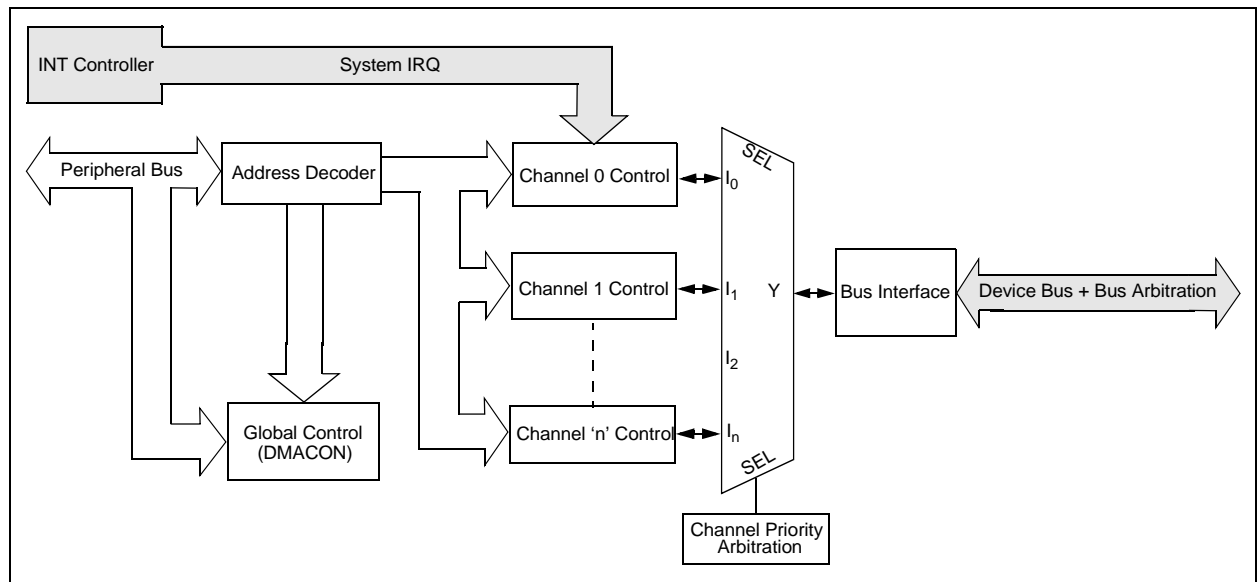 INT Controller
System IRQ
Peripheral Bus
Address Decoder
Channel 0 Control
SEL
I0
Channel 1 Control
I1
Y
Bus Interface
Device Bus + Bus Arbitration
I2
Global Control
(DMACON)
Channel ‘n’ Control
In
SEL
Channel Priority
Arbitration